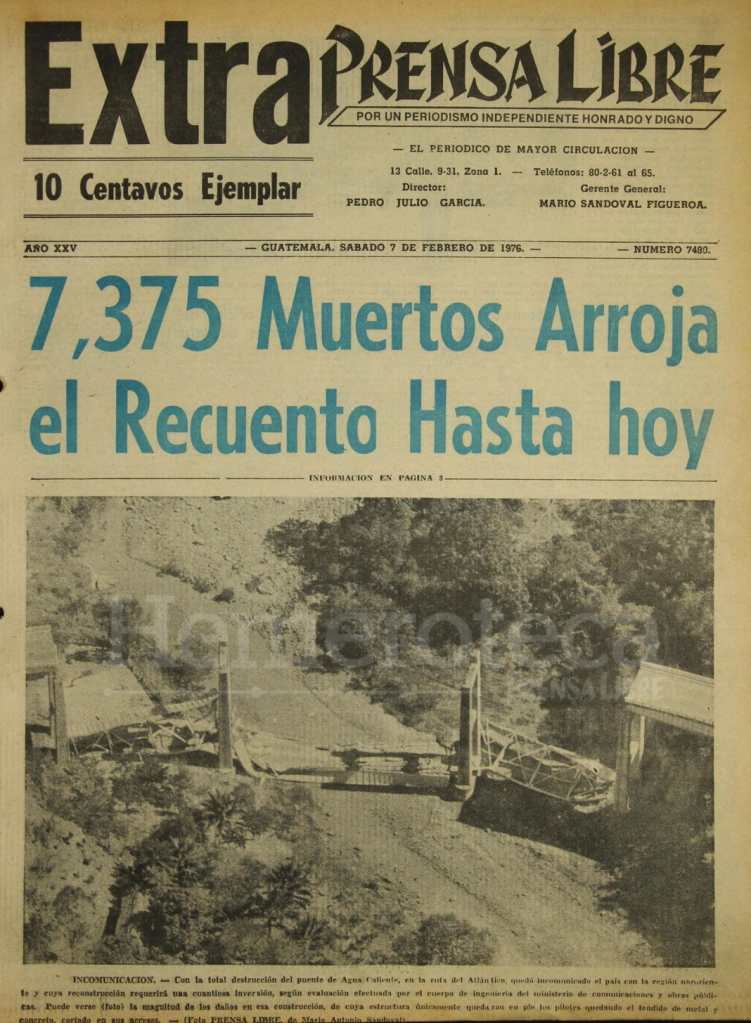 Extra PRENSA LIBRE
POR UN PERIODISMO INDEPENDIENTE HONRADO Y DIGNO
— EL PERIODICO DE MAYOR CIRCULACION —
10 Centavos Ejemplar
13 Calle, 9-31, Zona 1. — Teléfonos: 80-2-61 al 65.
Director: Gerente General:
PEDRO JULIO GARCIA. MARIO SANDOVAL FIGUEROA.
AÑO XXV — GUATEMALA, SABADO 7 DE FEBRERO DE 1976. — — NUMERO 7480.
7,375 Muertos Arroja
el Recuento Hasta hoy
INFORMACION EN PAGINA 3
Hemeroteca
PRENSA LIBRE
INCOMUNICACION. — Con la total destrucción del puente de Agua Caliente, en la ruta del Atlántico, quedó incomunicado el país con la región nororien-
te y cuya reconstrucción requerirá una cuantiosa inversión, según evaluación efectuada por el cuerpo de ingeniería del ministerio de comunicaciones y obras públi-
cas. Puede verse (foto) la magnitud de los daños en esa construcción, de cuya estructura únicamente quedaron en pie los pilotes quedando el tendido de metal y
concreto, cortado en sus accesos. — (Foto PRENSA LIBRE, de Mario Antonio Sandoval).